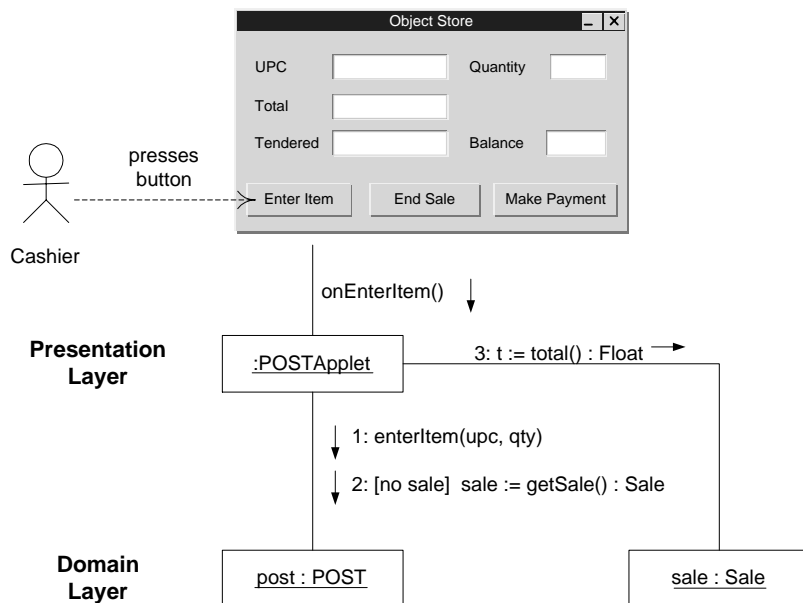 Object Store
UPC
Quantity
Total
Tendered
Balance
presses
button
Enter Item
End Sale
Make Payment
Cashier
onEnterItem()
Presentation
Layer
:POSTApplet
3: t := total() : Float
1: enterItem(upc, qty)
2: [no sale] sale := getSale() : Sale
Domain
Layer
post : POST
sale : Sale